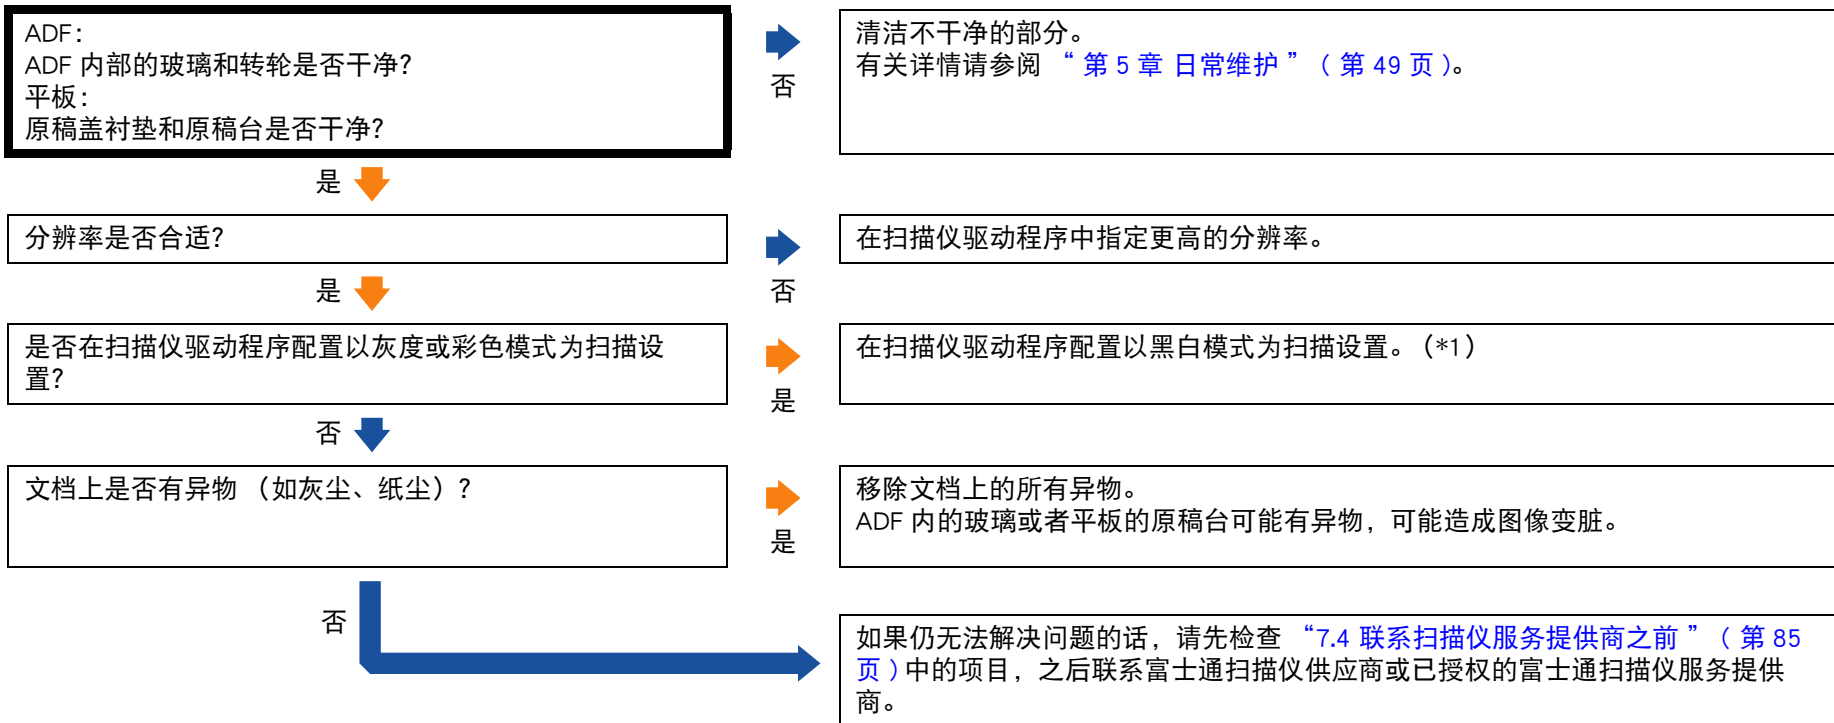 ADF：
ADF 内部的玻璃和转轮是否干净？
平板：
原稿盖衬垫和原稿台是否干净？
否
清洁不干净的部分。
有关详情请参阅 “ 第 5 章 日常维护 ” （ 第 49 页 ）。
是
分辨率是否合适？
否
在扫描仪驱动程序中指定更高的分辨率。
是
是否在扫描仪驱动程序配置以灰度或彩色模式为扫描设
置？
是
在扫描仪驱动程序配置以黑白模式为扫描设置。（*1）
否
文档上是否有异物 （如灰尘、纸尘）？
是
移除文档上的所有异物。
ADF 内的玻璃或者平板的原稿台可能有异物，可能造成图像变脏。
否
如果仍无法解决问题的话，请先检查 “7.4 联系扫描仪服务提供商之前 ” （ 第 85
页 ）中的项目，之后联系富士通扫描仪供应商或已授权的富士通扫描仪服务提供
商。